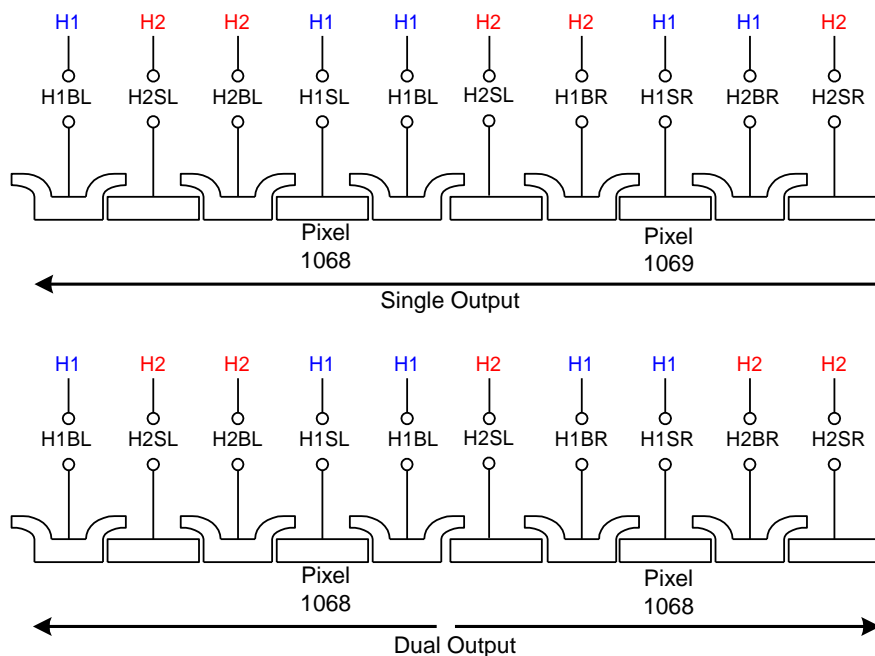 H1 H2 H2 H1 H1 H2 H2 H1 H1 H2
H1BL H2SL H2BL H1SL H1BL H2SL H1BR H1SR H2BR H2SR
Pixel Pixel
1068 1069
Single Output
H1 H2 H2 H1 H1 H2 H1 H1 H2 H2
H1BL H2SL H2BL H1SL H1BL H2SL H1BR H1SR H2BR H2SR
Pixel Pixel
1068 1068
Dual Output